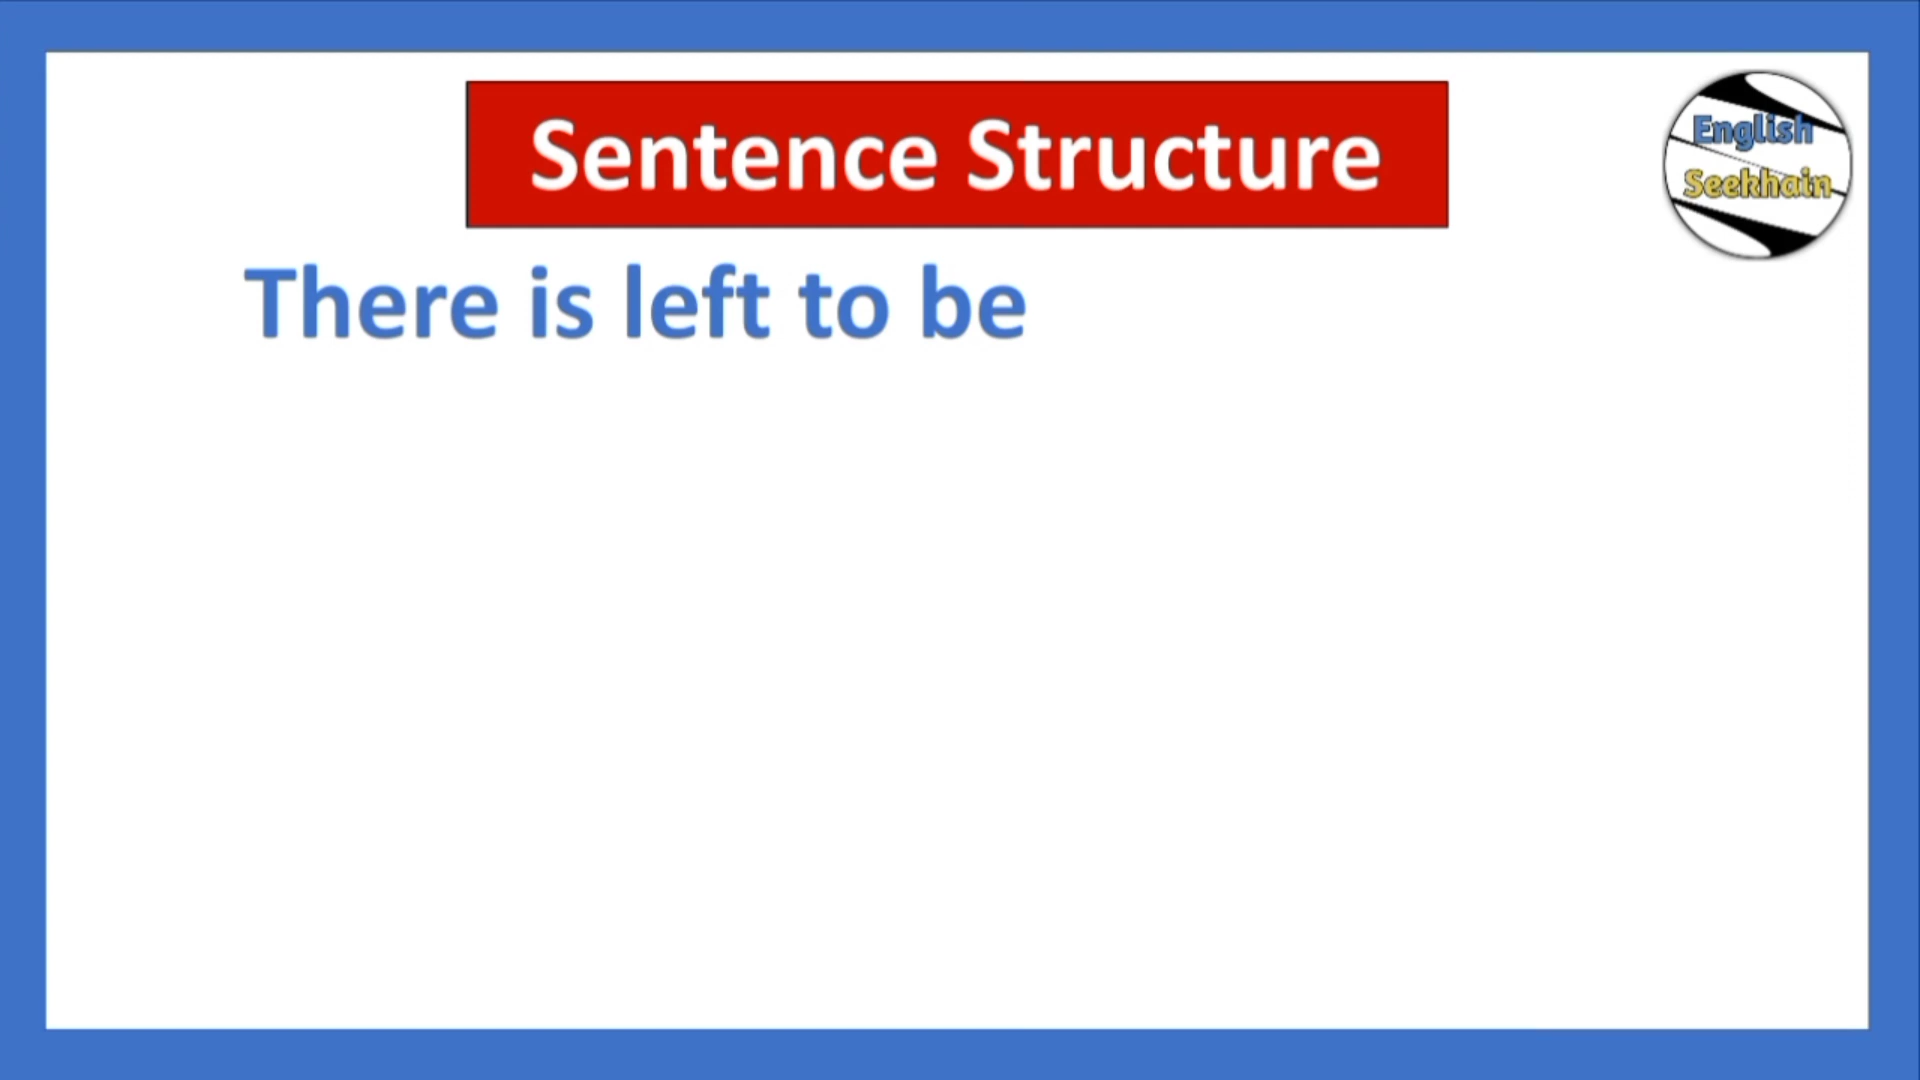 Sentence Structure
English
Seekhain
There is left to be